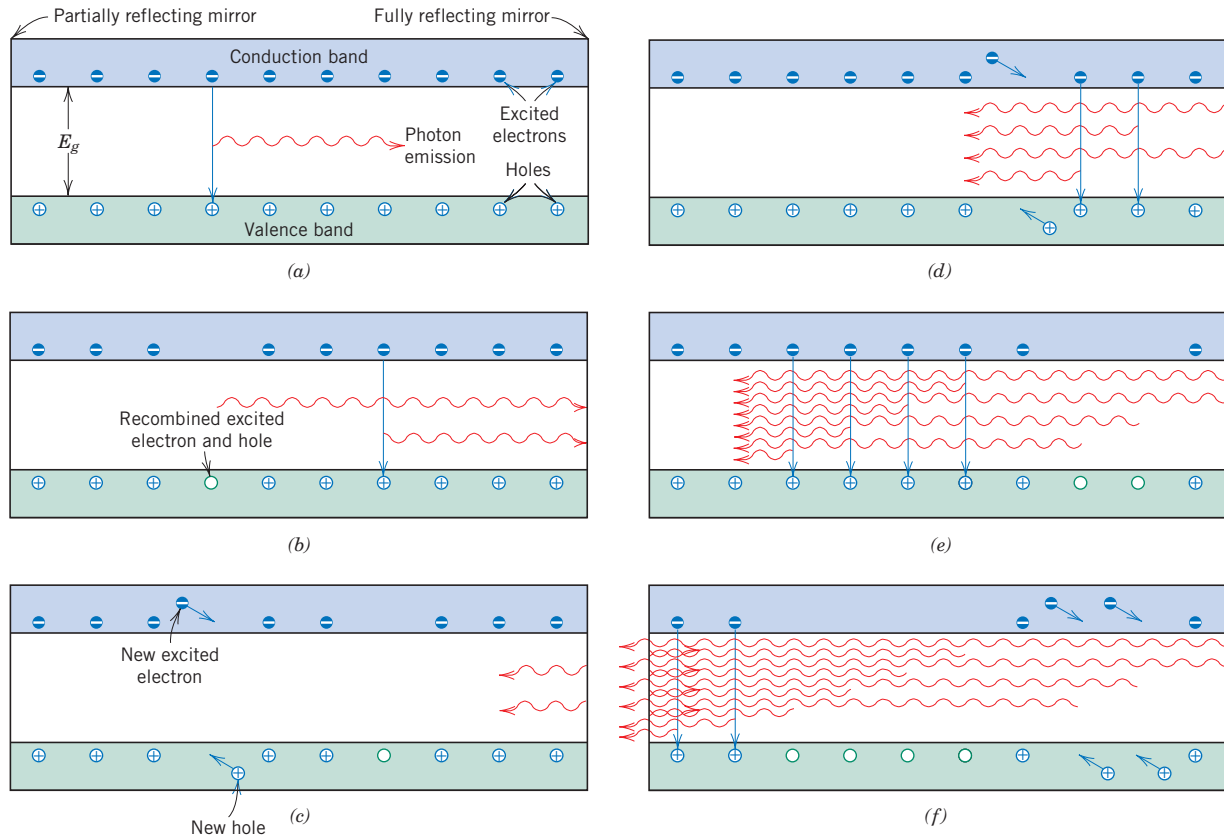 Partially reflecting mirror
Fully reflecting mirror
Conduction band
E_g
Photon
emission
Excited
electrons
Holes
Valence band
(a)
(d)
Recombined excited
electron and hole
(b)
(e)
New excited
electron
New hole
(c)
(f)